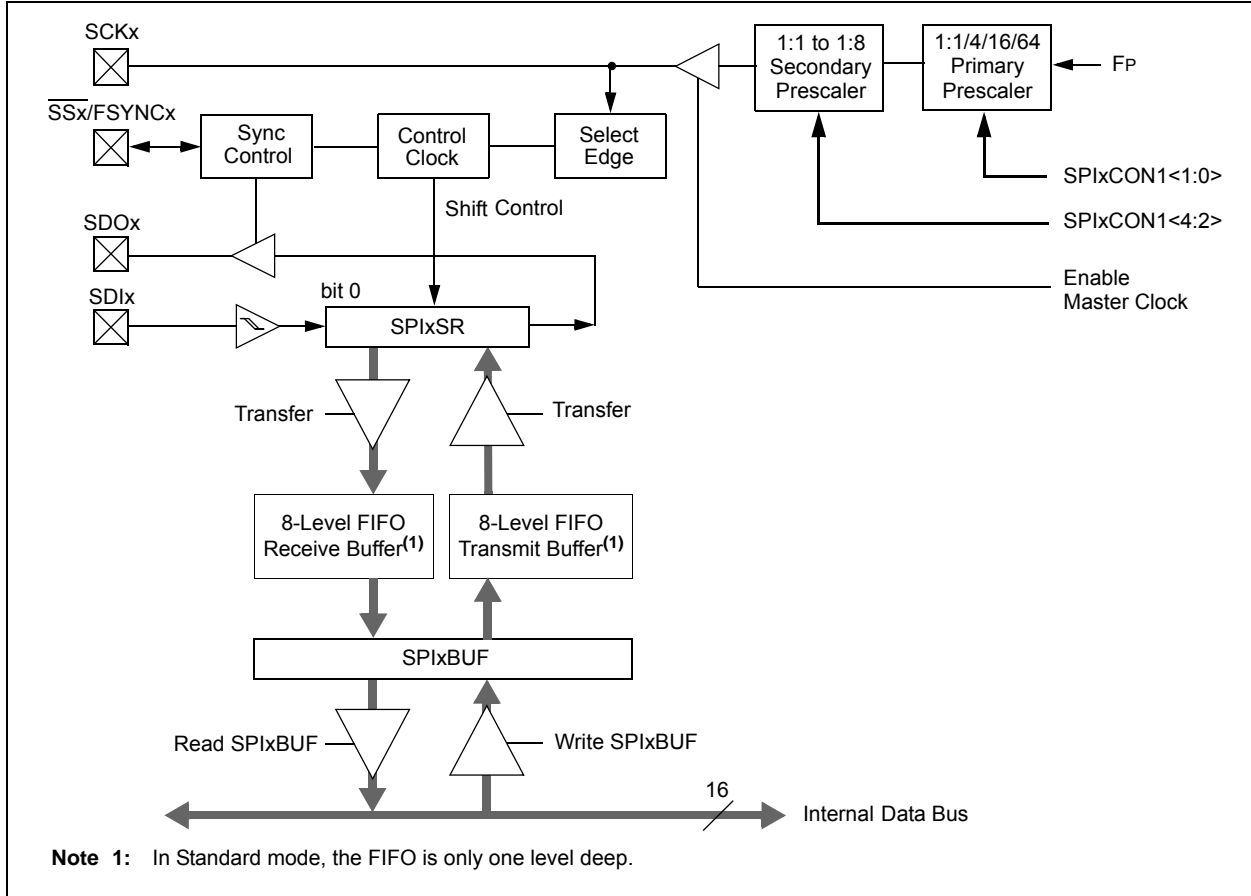 SCKx
1:1 to 1:8
Secondary
Prescaler
1:1/4/16/64
Primary
Prescaler
FP
SSx/FSYNCx
Sync
Control
Control
Clock
Select
Edge
SPIxCON1<1:0>
Shift Control
SPIxCON1<4:2>
SDOx
Enable
Master Clock
SDIx
bit 0
SPIxSR
Transfer
Transfer
8-Level FIFO
Receive Buffer(1)
8-Level FIFO
Transmit Buffer(1)
SPIxBUF
Read SPIxBUF
Write SPIxBUF
16
Internal Data Bus
Note 1: In Standard mode, the FIFO is only one level deep.